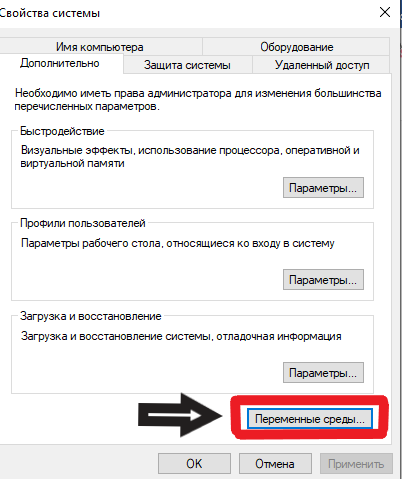 Свойства системы
Имя компьютера
Оборудование
Дополнительно
Защита системы
Удаленный доступ
Необходимо иметь права администратора для изменения большинства
перечисленных параметров.
Быстродействие
Визуальные эффекты, использование процессора, оперативной и
виртуальной памяти
Параметры...
Профили пользователей
Параметры рабочего стола, относящиеся ко входу в систему
Параметры...
Загрузка и восстановление
Загрузка и восстановление системы, отладочная информация
Параметры...
Переменные среды...
ОК
Отмена
Применить